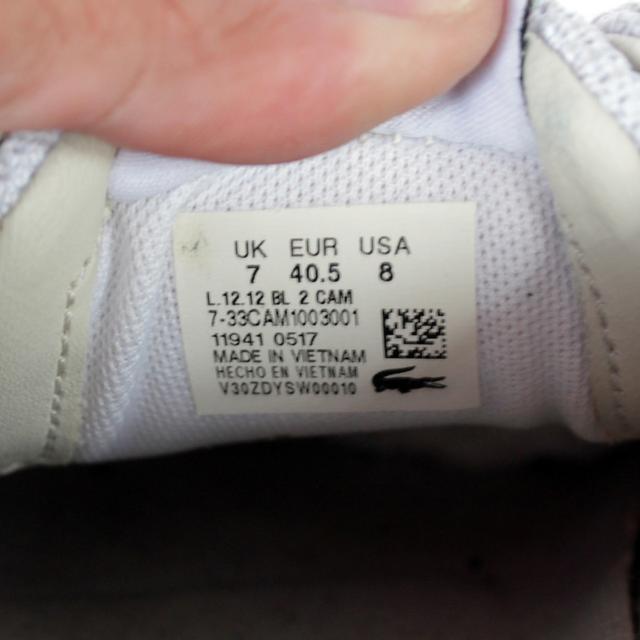 UK EUR USA
7 40.5 8
L.12.12 BL 2 CAM
7-33CAM1003001
11941 0517
MADE IN VIETNAM
HECHO EN VIETNAM
V30ZDYSW00010